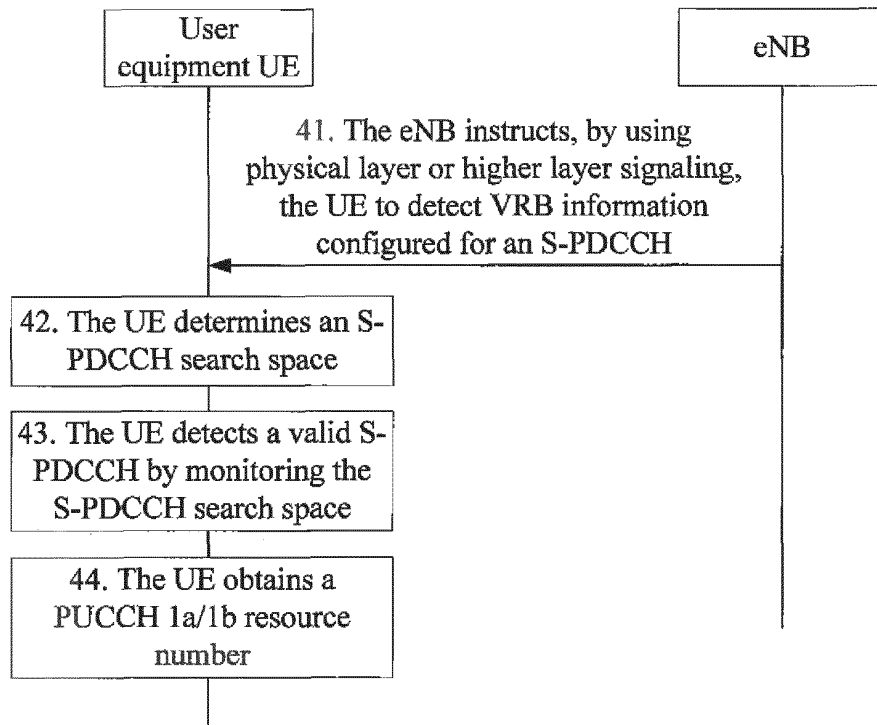 User
equipment UE
eNB
41. The eNB instructs, by using
physical layer or higher layer signaling,
the UE to detect VRB information
configured for an S-PDCCH
42. The UE determines an S-
PDCCH search space
43. The UE detects a valid S-
PDCCH by monitoring the
S-PDCCH search space
44. The UE obtains a
PUCCH 1a/1b resource
number